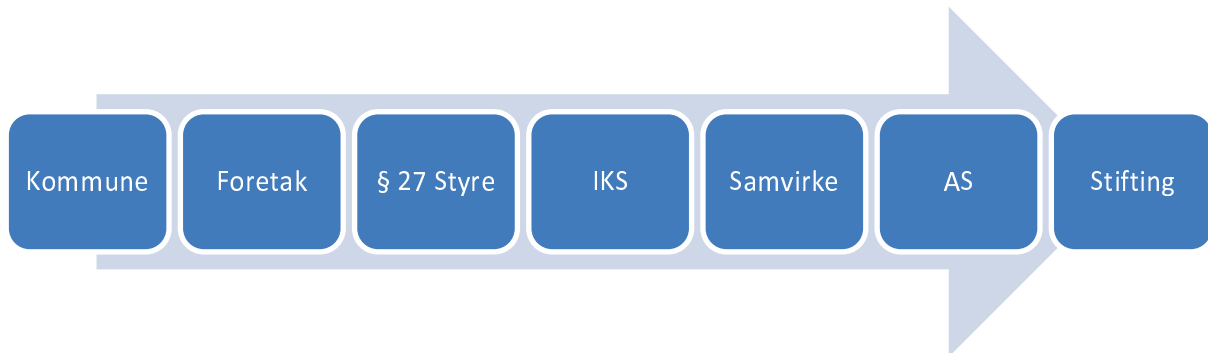 Kommune
Foretak
§ 27 Styre
IKS
Samvirke
AS
Stifting